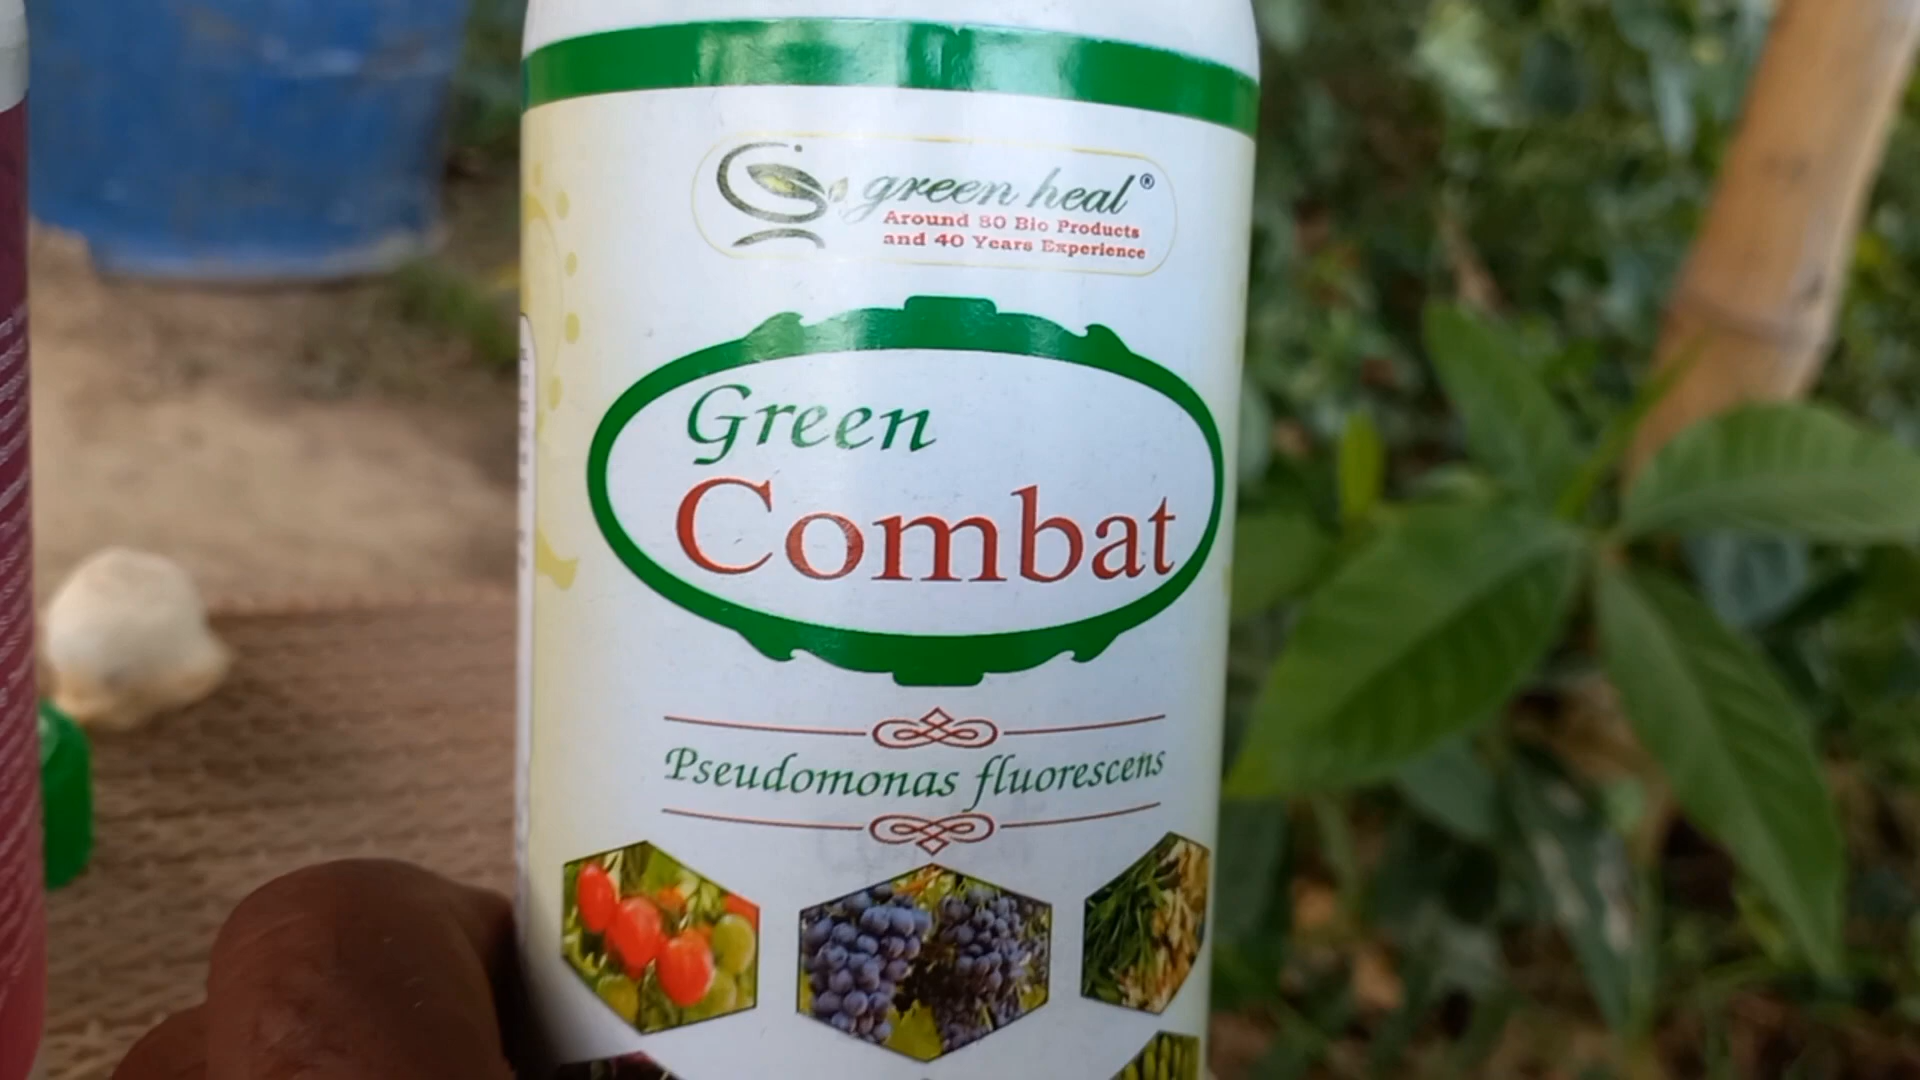 green heal®
Around 80 Bio Products
and 40 Years Experience
Green
Combat
Pseudomonas fluorescens